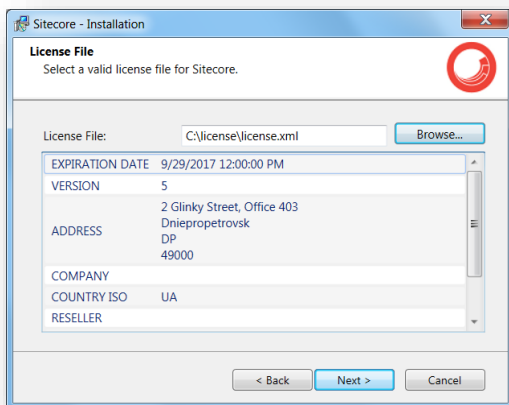 Sitecore - Installation
License File
Select a valid license file for Sitecore.
License File: C:\license\license.xml Browse...
EXPIRATION DATE 9/29/2017 12:00:00 PM
VERSION 5
ADDRESS 2 Glinky Street, Office 403
Dniepropetrovsk
DP
49000
COMPANY
COUNTRY ISO UA
RESELLER
< Back Next > Cancel